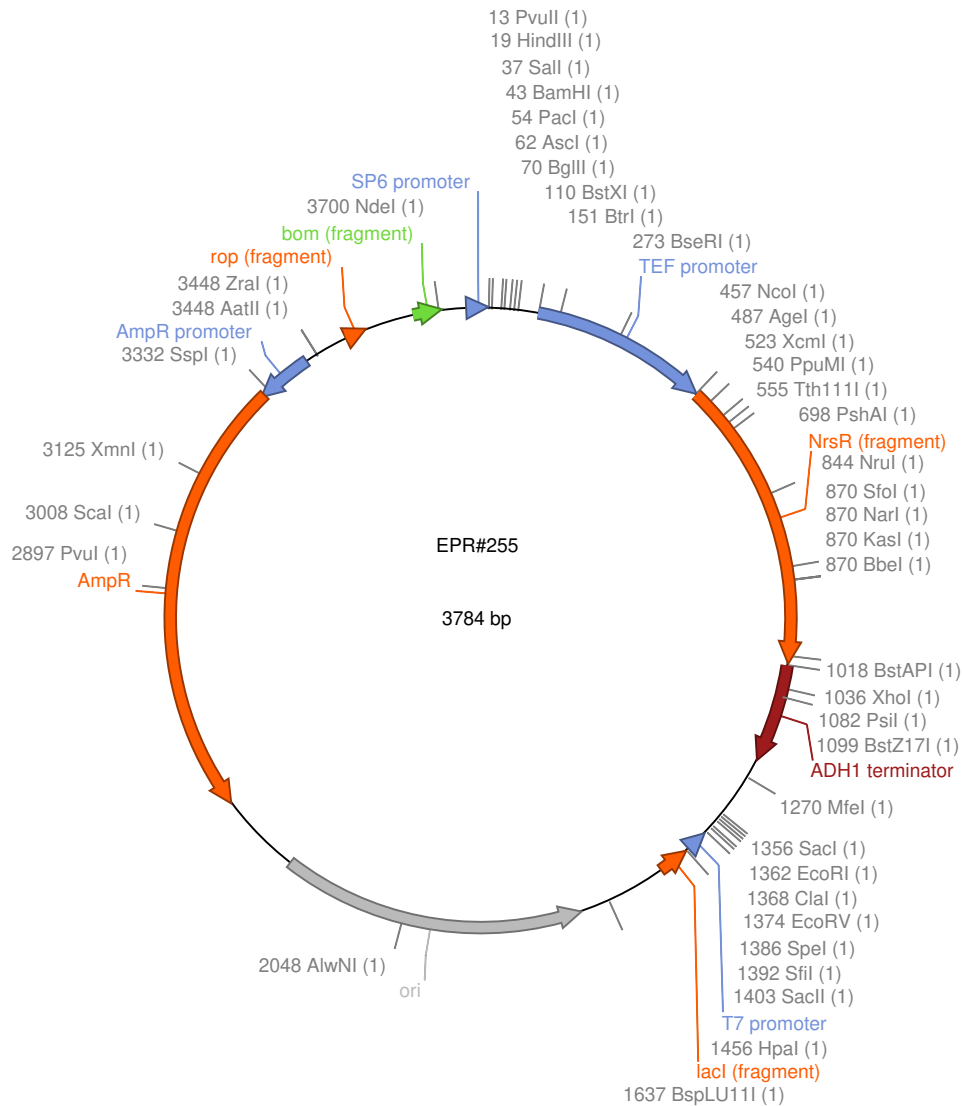 13 PvuII (1)
19 HindIII (1)
37 SalI (1)
43 BamHI (1)
54 PacI (1)
62 AscI (1)
70 BglII (1)
110 BstXI (1)
151 BtrI (1)
273 BseRI (1)
TEF promoter
457 NcoI (1)
487 AgeI (1)
523 XcmI (1)
540 PpuMI (1)
555 Tth111I (1)
698 PshAI (1)
NrsR (fragment)
844 NruI (1)
870 SfoI (1)
870 NarI (1)
870 KasI (1)
870 BbeI (1)
1018 BstAPI (1)
1036 XhoI (1)
1082 PsiI (1)
1099 BstZ17I (1)
ADH1 terminator
1270 MfeI (1)
1356 SacI (1)
1362 EcoRI (1)
1368 ClaI (1)
1374 EcoRV (1)
1386 SpeI (1)
1392 SfiI (1)
1403 SacII (1)
T7 promoter
1456 HpaI (1)
lacI (fragment)
1637 BspLU11I (1)
2048 AlwNI (1)
ori
AmpR
2897 PvuI (1)
3008 ScaI (1)
3125 XmnI (1)
3332 SspI (1)
AmpR promoter
3448 AatII (1)
3448 ZraI (1)
rop (fragment)
bom (fragment)
3700 NdeI (1)
SP6 promoter
EPR#255
3784 bp